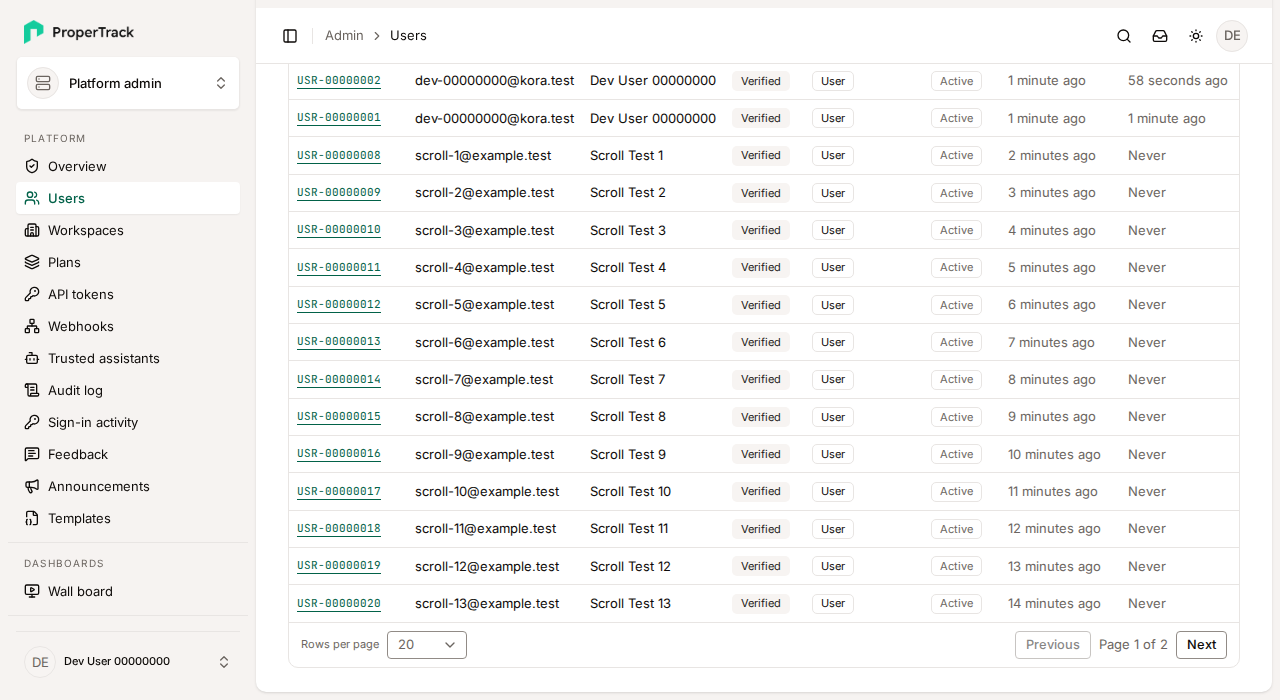 ProperTrack
Platform admin
PLATFORM
Overview
Users
Workspaces
Plans
API tokens
Webhooks
Trusted assistants
Audit log
Sign-in activity
Feedback
Announcements
Templates
DASHBOARDS
Wall board
DE Dev User 00000000
Admin > Users
DE
USR-00000002 dev-00000000@kora.test Dev User 00000000 Verified User Active 1 minute ago 58 seconds ago
USR-00000001 dev-00000000@kora.test Dev User 00000000 Verified User Active 1 minute ago 1 minute ago
USR-00000008 scroll-1@example.test Scroll Test 1 Verified User Active 2 minutes ago Never
USR-00000009 scroll-2@example.test Scroll Test 2 Verified User Active 3 minutes ago Never
USR-00000010 scroll-3@example.test Scroll Test 3 Verified User Active 4 minutes ago Never
USR-00000011 scroll-4@example.test Scroll Test 4 Verified User Active 5 minutes ago Never
USR-00000012 scroll-5@example.test Scroll Test 5 Verified User Active 6 minutes ago Never
USR-00000013 scroll-6@example.test Scroll Test 6 Verified User Active 7 minutes ago Never
USR-00000014 scroll-7@example.test Scroll Test 7 Verified User Active 8 minutes ago Never
USR-00000015 scroll-8@example.test Scroll Test 8 Verified User Active 9 minutes ago Never
USR-00000016 scroll-9@example.test Scroll Test 9 Verified User Active 10 minutes ago Never
USR-00000017 scroll-10@example.test Scroll Test 10 Verified User Active 11 minutes ago Never
USR-00000018 scroll-11@example.test Scroll Test 11 Verified User Active 12 minutes ago Never
USR-00000019 scroll-12@example.test Scroll Test 12 Verified User Active 13 minutes ago Never
USR-00000020 scroll-13@example.test Scroll Test 13 Verified User Active 14 minutes ago Never
Rows per page 20 Previous Page 1 of 2 Next